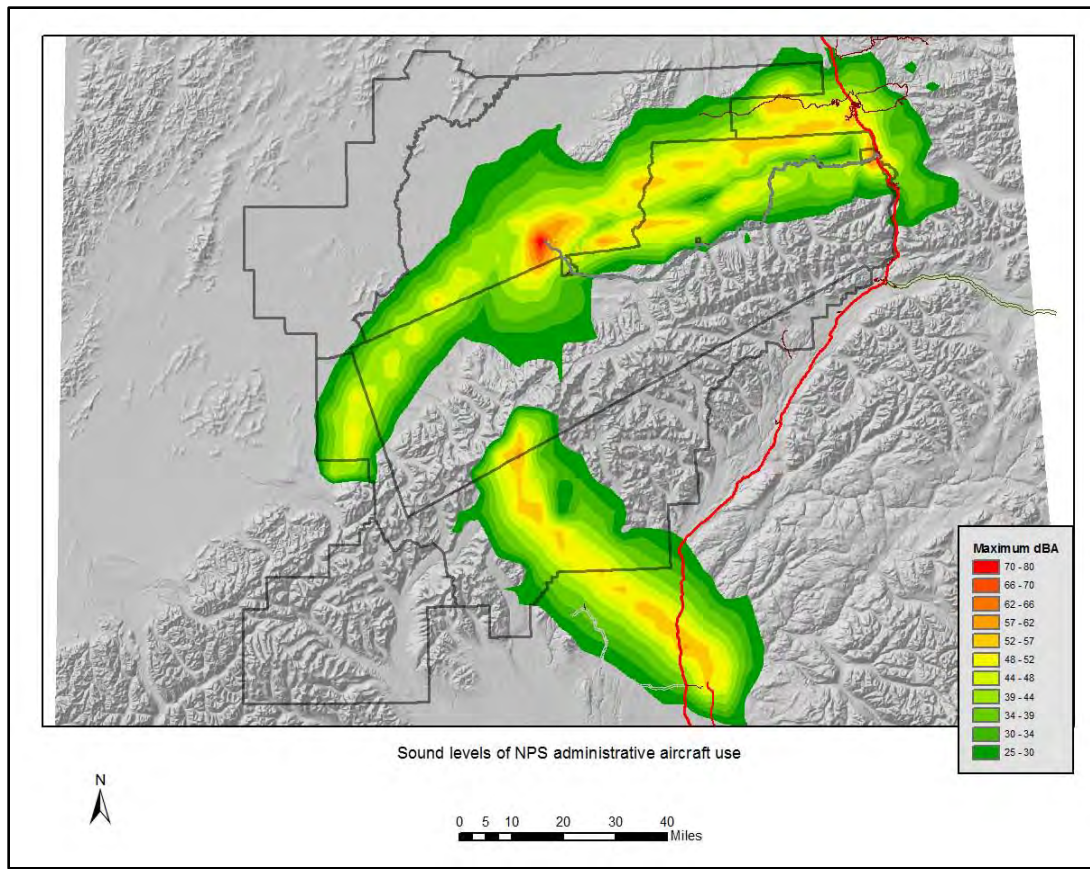 Maximum dBA
70 - 80
66 - 70
62 - 66
57 - 62
52 - 57
48 - 52
44 - 48
39 - 44
34 - 39
30 - 34
25 - 30
Sound levels of NPS administrative aircraft use
N
0 5 10 20 30 40
Miles